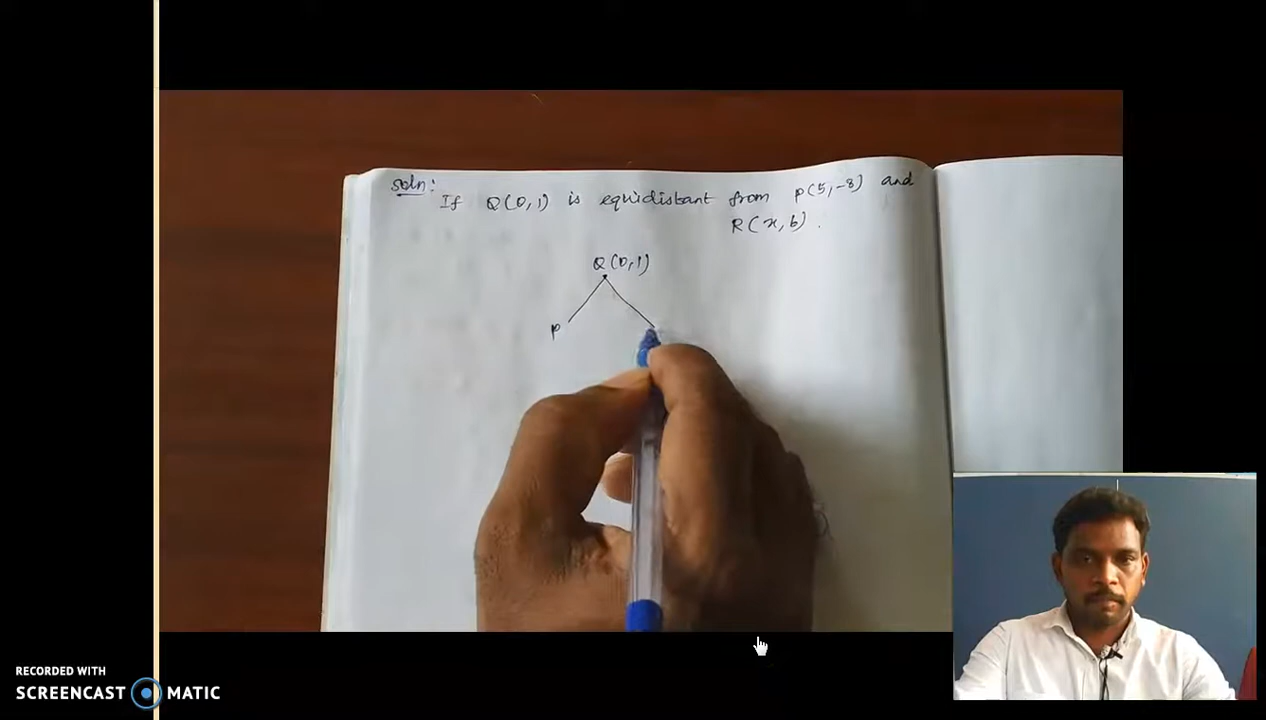 Soln:
If Q(0,1) is equidistant from P(5,-3) and
R(x,6).
Q(0,1)
P
RECORDED WITH
SCREENCAST MATIC